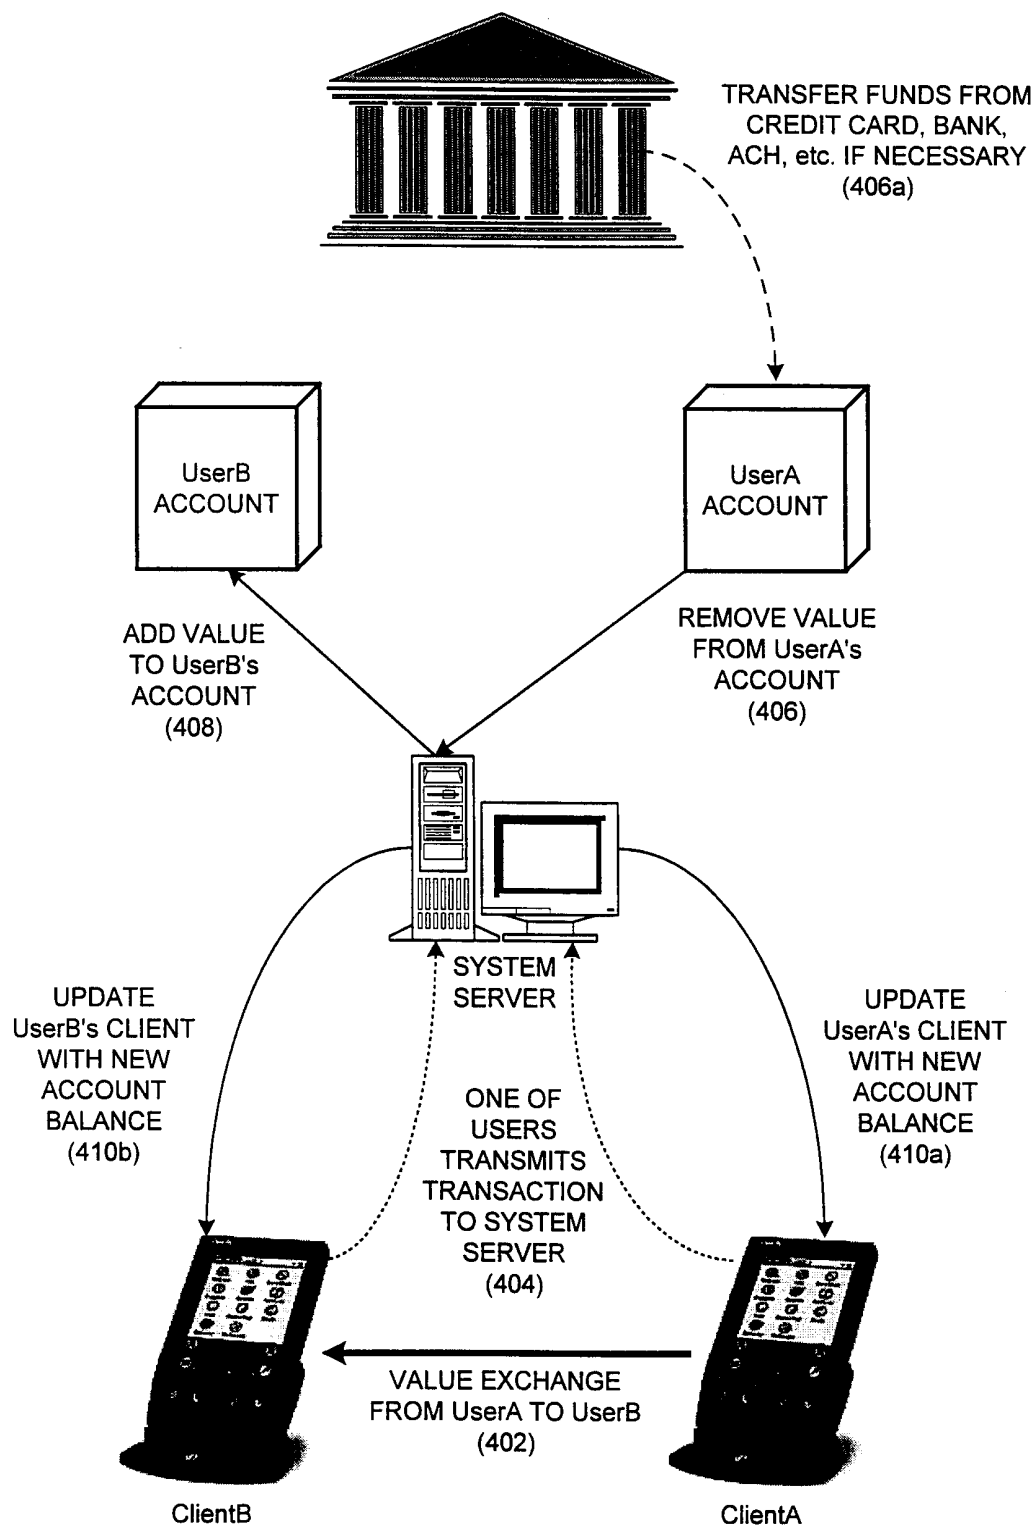 TRANSFER FUNDS FROM
CREDIT CARD, BANK,
ACH, etc. IF NECESSARY
(406a)
UserB
ACCOUNT
UserA
ACCOUNT
ADD VALUE
TO UserB's
ACCOUNT
(408)
REMOVE VALUE
FROM UserA's
ACCOUNT
(406)
SYSTEM
SERVER
UPDATE
UserB's CLIENT
WITH NEW
ACCOUNT
BALANCE
(410b)
ONE OF
USERS
TRANSMITS
TRANSACTION
TO SYSTEM
SERVER
(404)
UPDATE
UserA's CLIENT
WITH NEW
ACCOUNT
BALANCE
(410a)
VALUE EXCHANGE
FROM UserA TO UserB
(402)
ClientB
ClientA